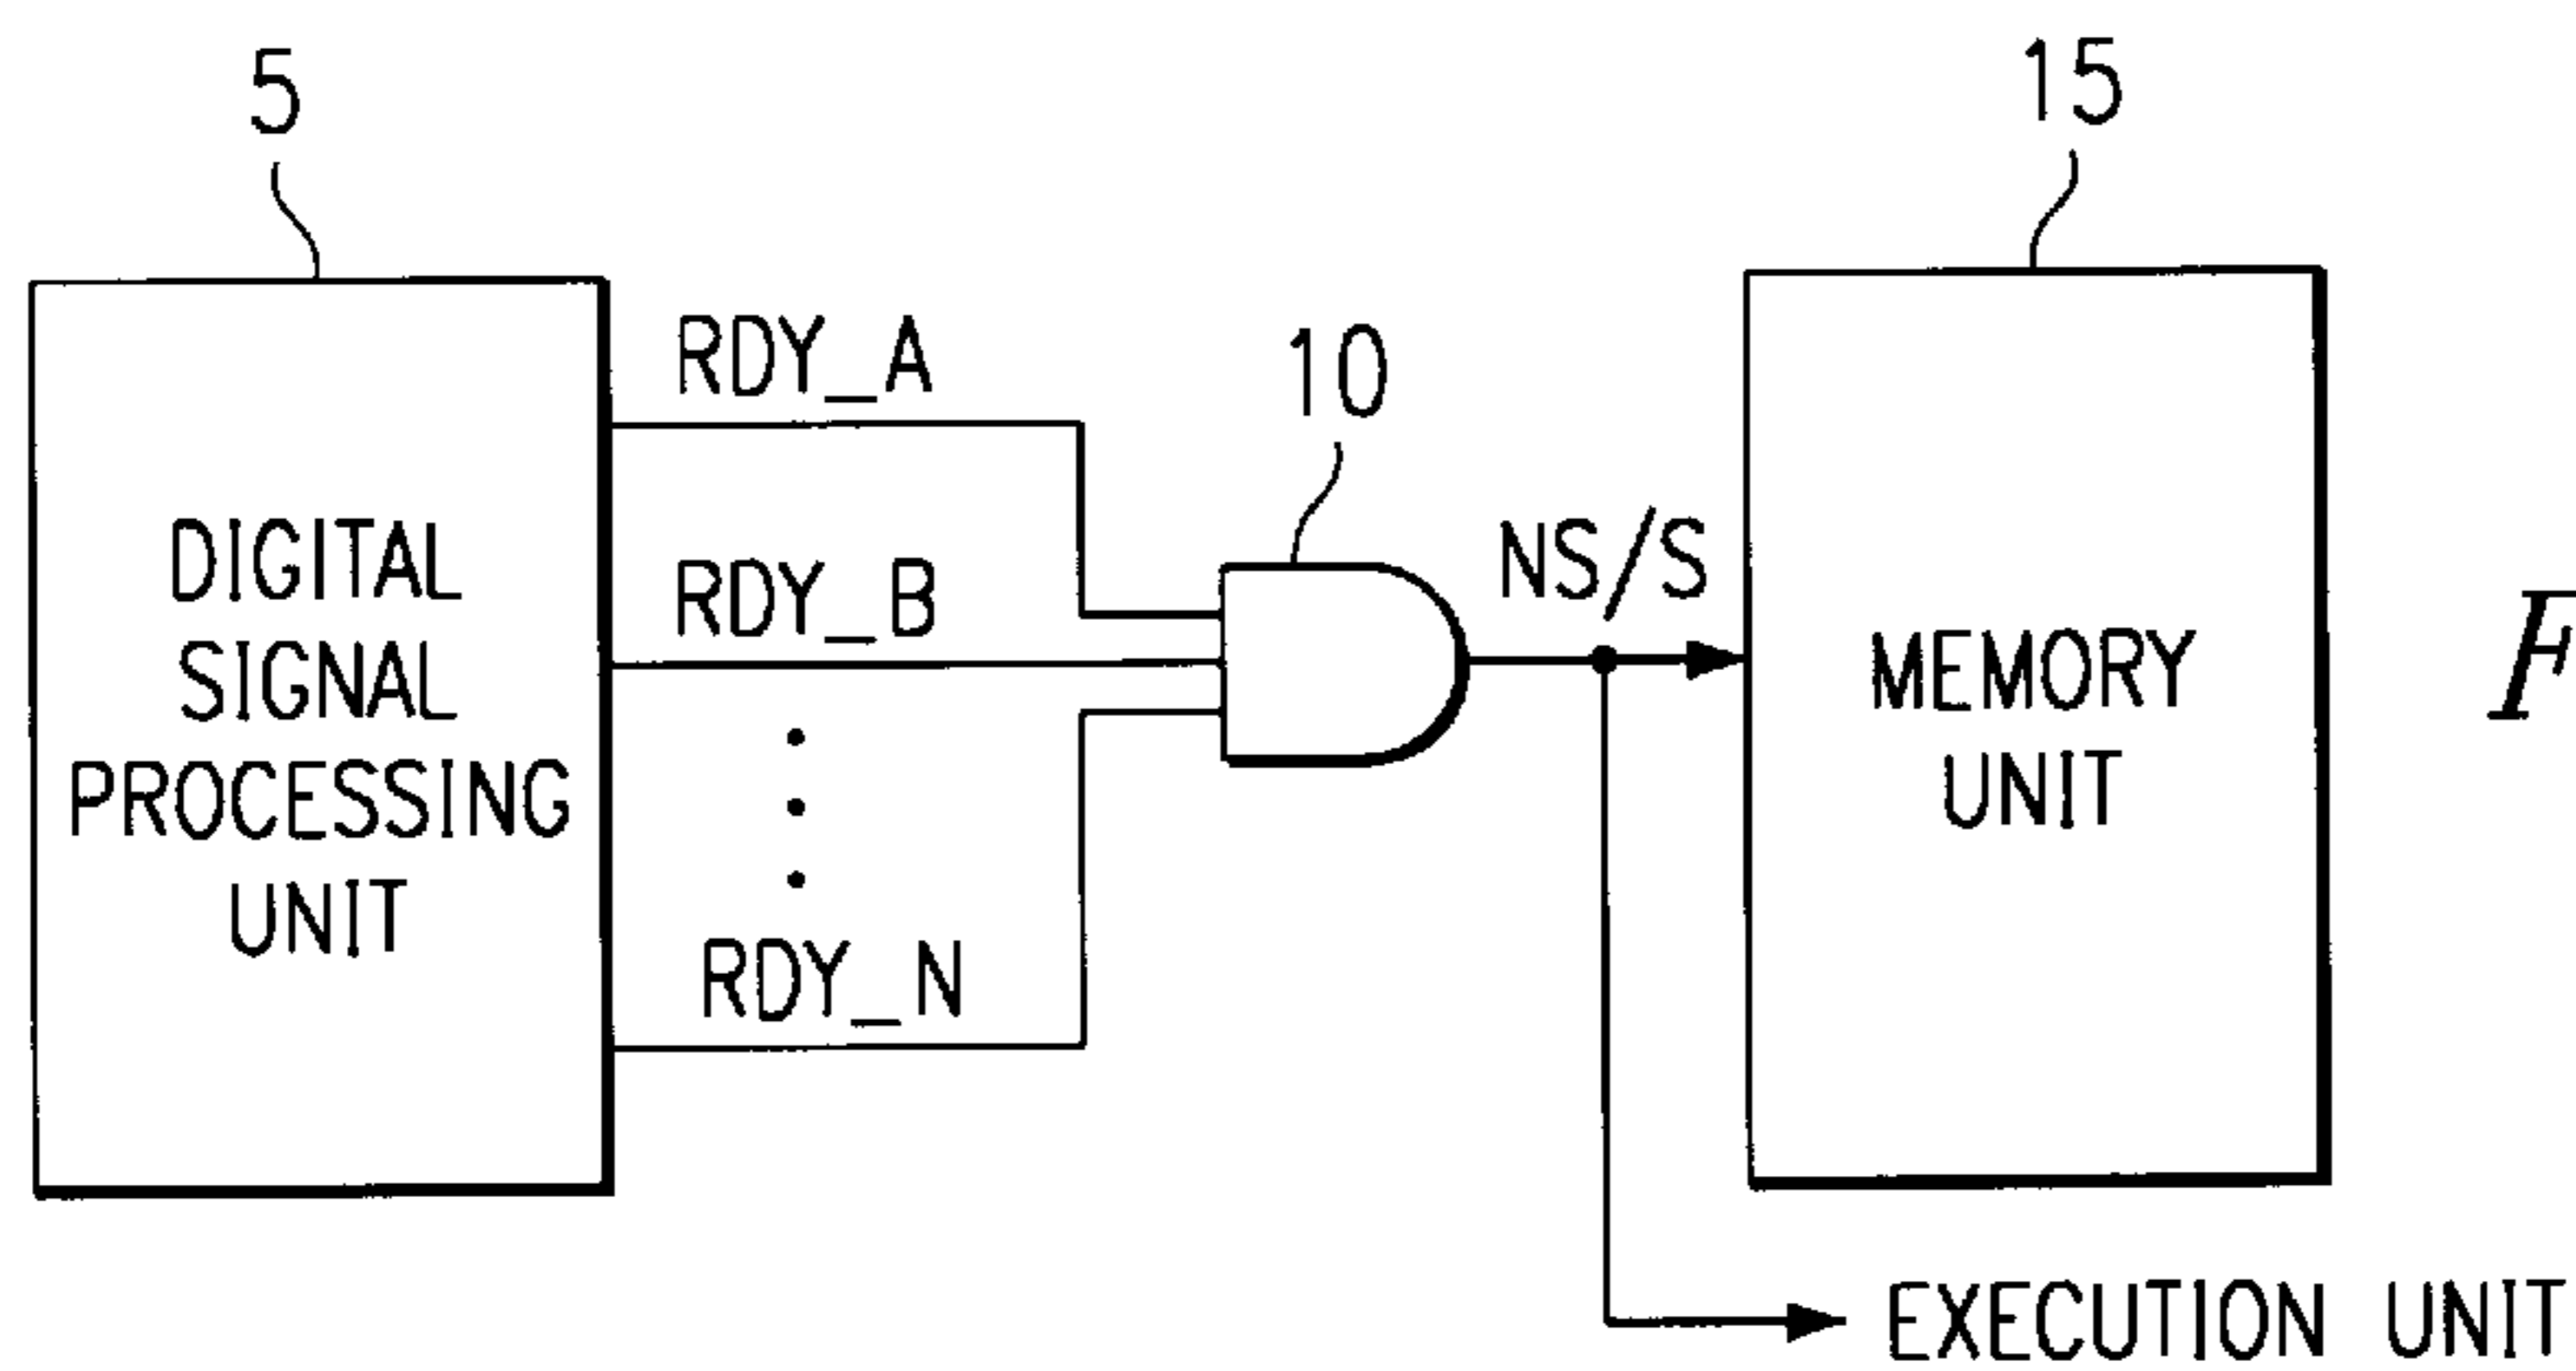 5
15
RDY_A
10
DIGITAL
SIGNAL
PROCESSING
UNIT
RDY_B
NS/S
MEMORY
UNIT
F
RDY_N
EXECUTION UNIT